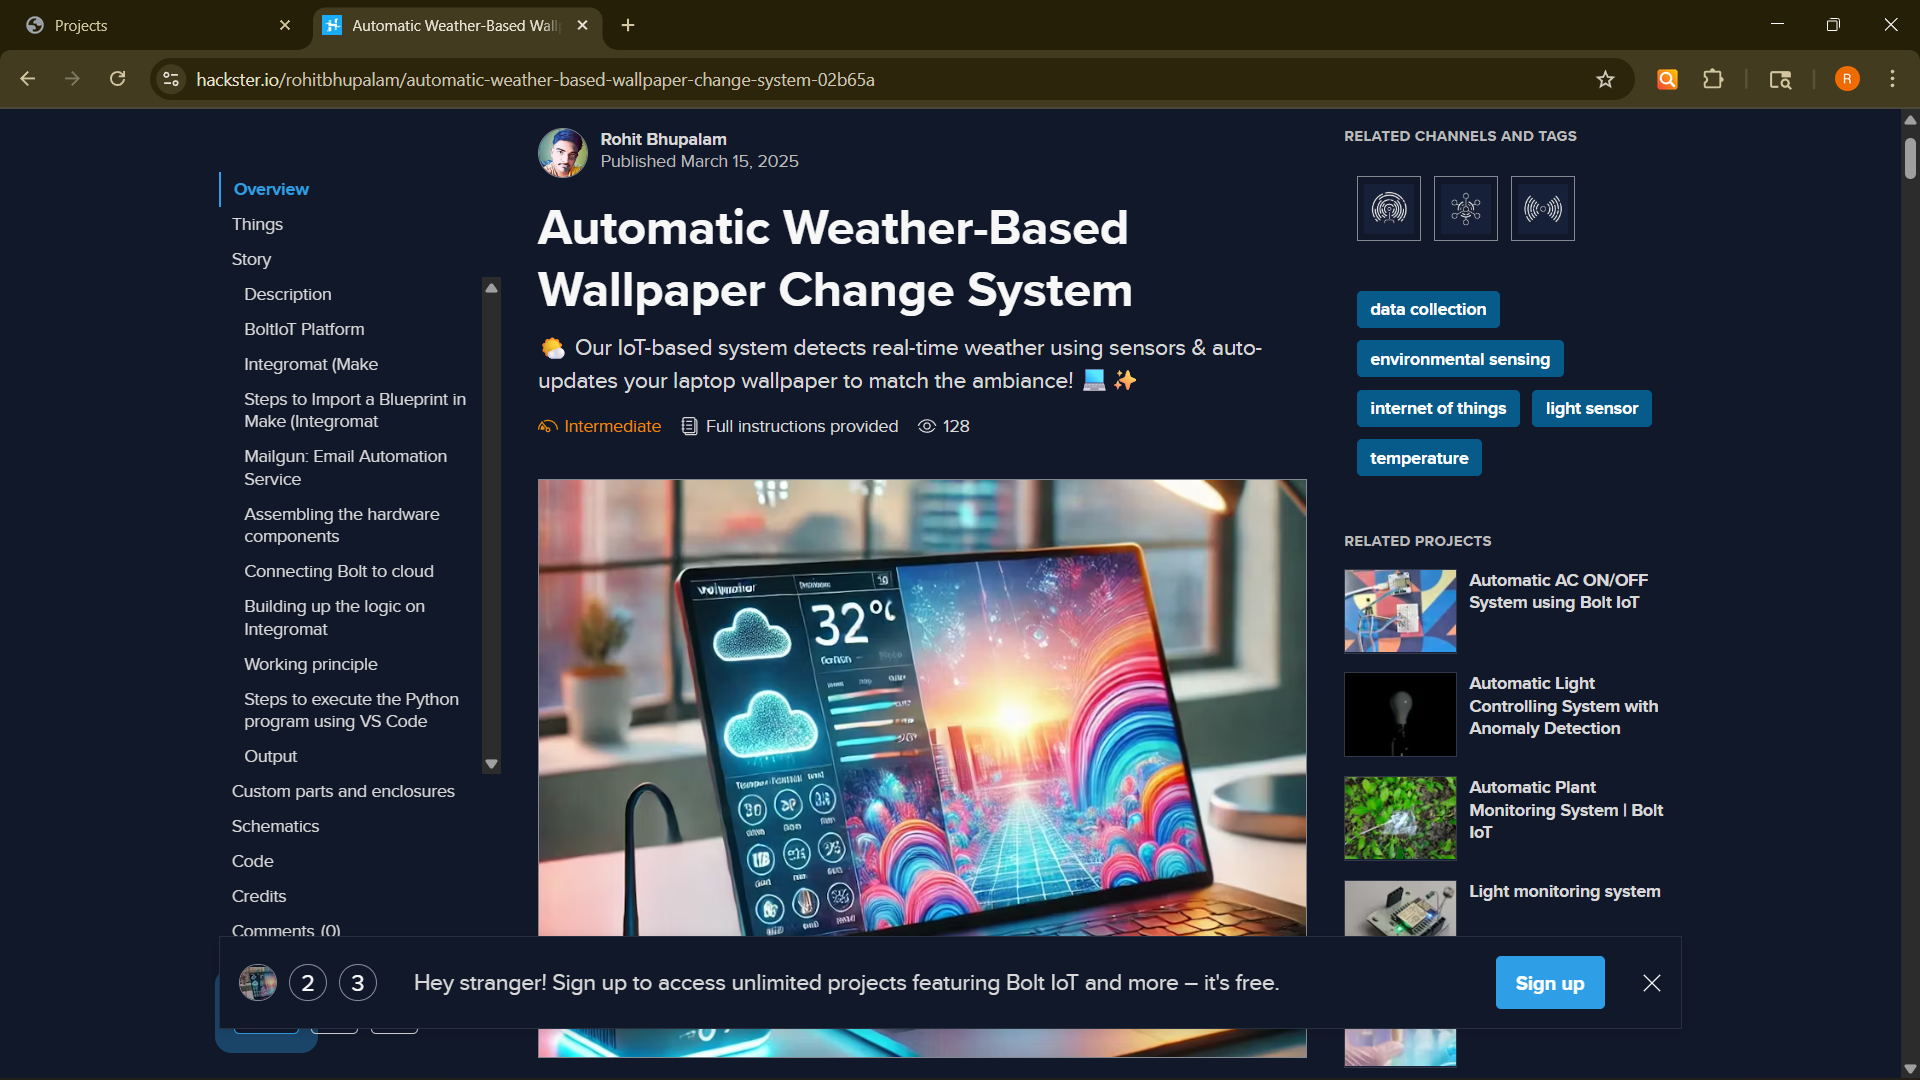 Projects
Automatic Weather-Based Wall
hackster.io/rohitbhupalam/automatic-weather-based-wallpaper-change-system-02b65a
R
Overview
Things
Story
Description
BoltIoT Platform
Integromat (Make
Steps to Import a Blueprint in
Make (Integromat
Mailgun: Email Automation
Service
Assembling the hardware
components
Connecting Bolt to cloud
Building up the logic on
Integromat
Working principle
Steps to execute the Python
program using VS Code
Output
Custom parts and enclosures
Schematics
Code
Credits
Comments (0)
Rohit Bhupalam
Published March 15, 2025
Automatic Weather-Based
Wallpaper Change System
🌤️ Our IoT-based system detects real-time weather using sensors & auto-
updates your laptop wallpaper to match the ambiance! 💻 ✨
Intermediate
Full instructions provided
128
32°c
RELATED CHANNELS AND TAGS
data collection
environmental sensing
internet of things
light sensor
temperature
RELATED PROJECTS
Automatic AC ON/OFF
System using Bolt IoT
Automatic Light
Controlling System with
Anomaly Detection
Automatic Plant
Monitoring System | Bolt
IoT
Light monitoring system
2
3
Hey stranger! Sign up to access unlimited projects featuring Bolt IoT and more – it's free.
Sign up